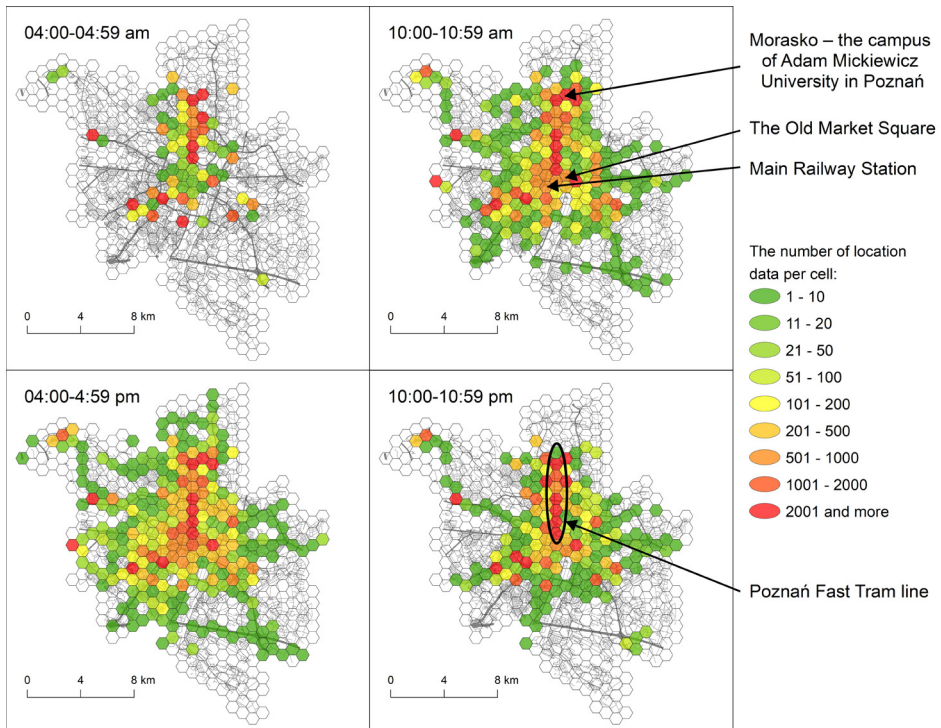 04:00-04:59 am
10:00-10:59 am
0 4 8 km
0 4 8 km
Morasko – the campus
of Adam Mickiewicz
University in Poznań
The Old Market Square
Main Railway Station
The number of location
data per cell:
1 - 10
11 - 20
21 - 50
51 - 100
101 - 200
201 - 500
501 - 1000
1001 - 2000
2001 and more
04:00-4:59 pm
10:00-10:59 pm
0 4 8 km
0 4 8 km
Poznań Fast Tram line